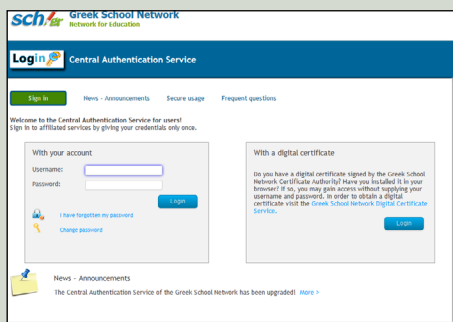 sch.gr Greek School Network
Network for Education
Login Central Authentication Service
Sign in News - Announcements Secure usage Frequent questions
Welcome to the Central Authentication Service for users!
Sign in to affiliated services by giving your credentials only once.
With your account
Username:
Password:
Login
I have forgotten my password
Change password
With a digital certificate
Do you have a digital certificate signed by the Greek School
Network Certificate Authority? Have you installed it in your
browser? If so, you may gain access without supplying your
username and password. In order to obtain a digital
certificate visit the Greek School Network Digital Certificate
Service.
Login
News - Announcements
The Central Authentication Service of the Greek School Network has been upgraded! More >